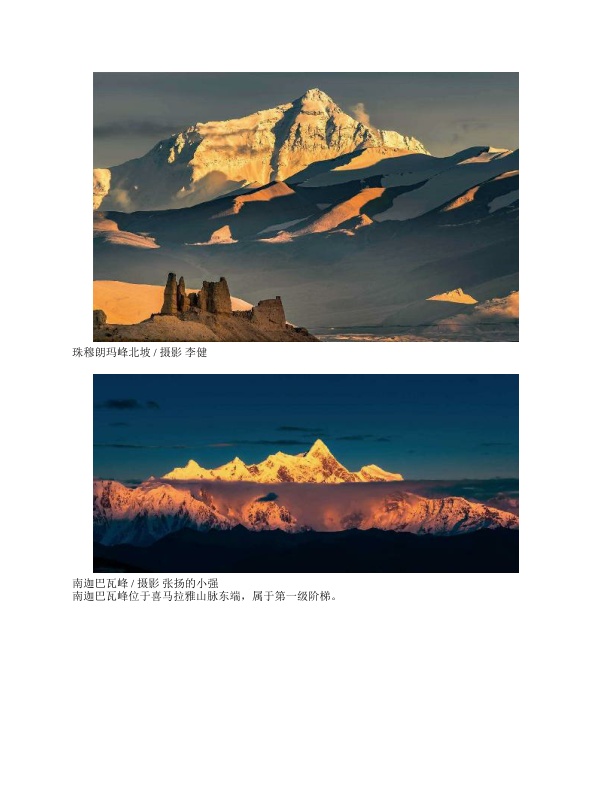 珠穆朗玛峰北坡 / 摄影 李健
南迦巴瓦峰 / 摄影 张扬的小强
南迦巴瓦峰位于喜马拉雅山脉东端，属于第一级阶梯。